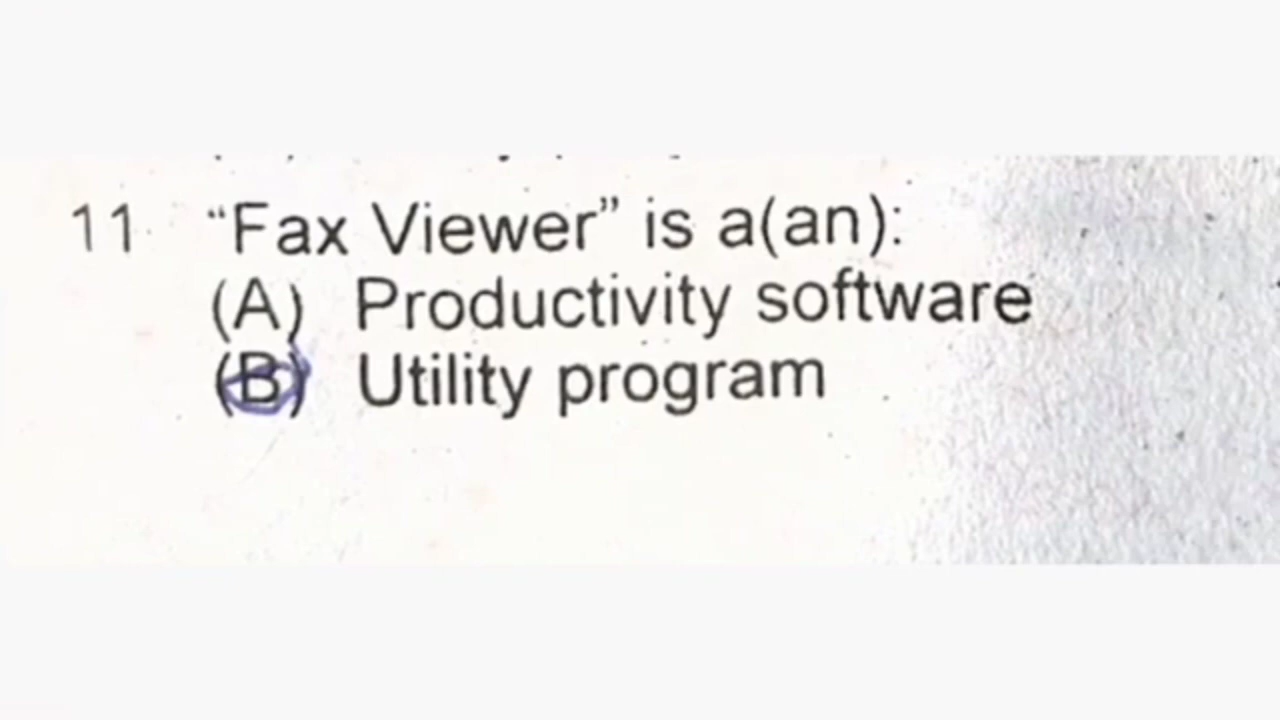 11 “Fax Viewer” is a(an):
(A) Productivity software
(B) Utility program